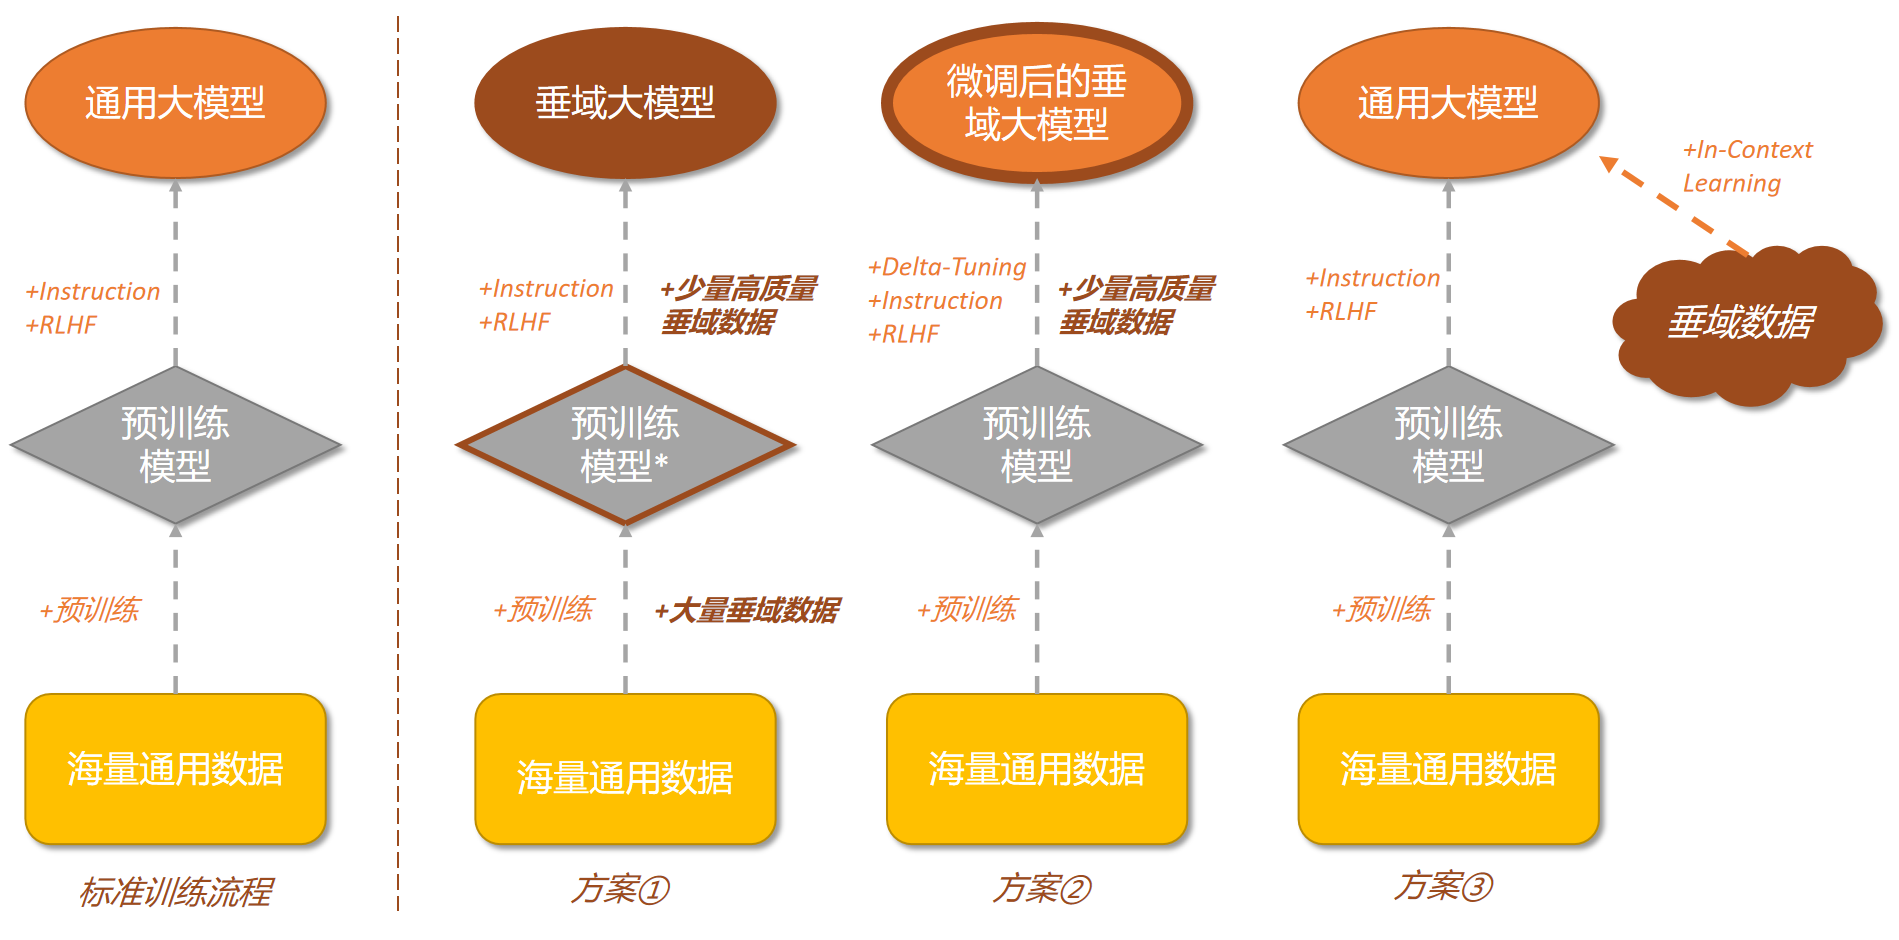 通用大模型
+Instruction
+RLHF
预训练
模型
+预训练
海量通用数据
标准训练流程
垂域大模型
+Instruction
+RLHF
+少量高质量
垂域数据
预训练
模型*
+预训练
+大量垂域数据
海量通用数据
方案①
微调后的垂
域大模型
+Delta-Tuning
+Instruction
+RLHF
+少量高质量
垂域数据
预训练
模型
+预训练
海量通用数据
方案②
通用大模型
+In-Context
Learning
+Instruction
+RLHF
垂域数据
预训练
模型
+预训练
海量通用数据
方案③